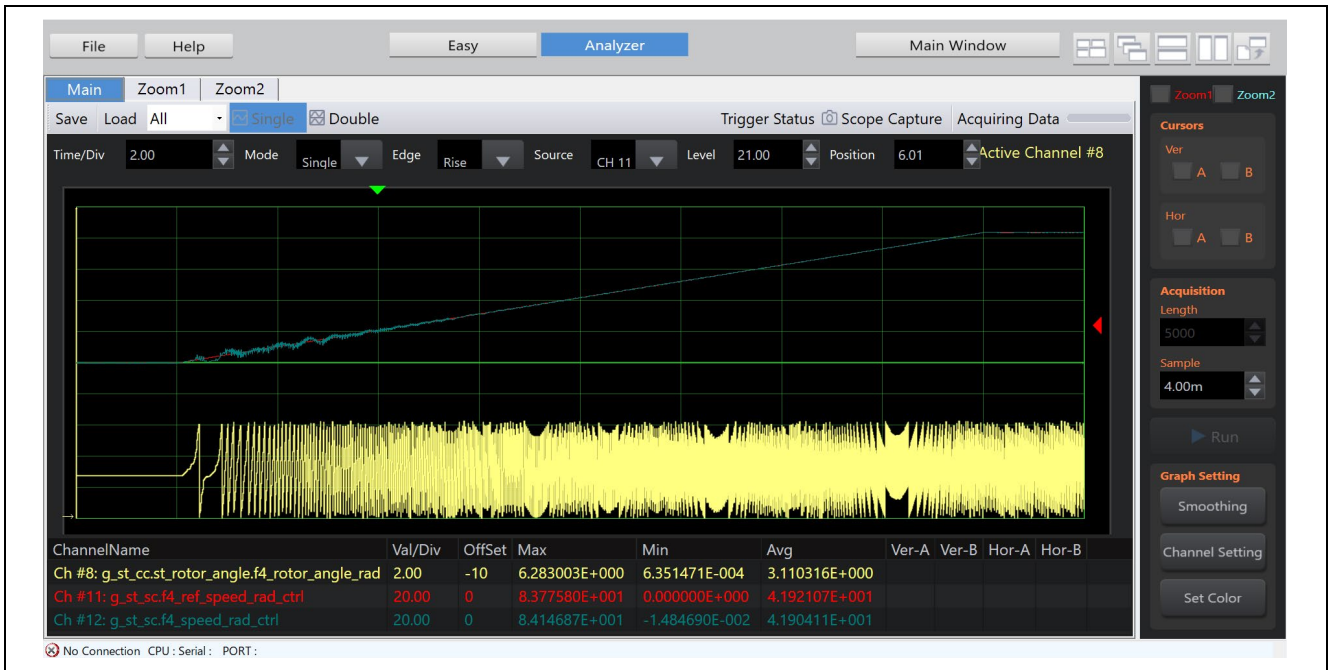 File Help Easy Analyzer Main Window
Main Zoom1 Zoom2
Zoom1 Zoom2
Save Load All Single Double Trigger Status Scope Capture Acquiring Data
Time/Div 2.00 Mode Single Edge Rise Source CH 11 Level 21.00 Position 6.01 Active Channel #8
Cursors
Ver
A B
Hor
A B
Acquisition
Length
5000
Sample
4.00m
Run
Graph Setting
Smoothing
Channel Setting
Set Color
ChannelName Val/Div OffSet Max Min Avg Ver-A Ver-B Hor-A Hor-B
Ch #8: g_st_cc.st_rotor_angle.f4_rotor_angle_rad 2.00 -10 6.283003E+000 6.351471E-004 3.110316E+000
Ch #11: g_st_sc.f4_ref_speed_rad_ctrl 20.00 0 8.377580E+001 0.000000E+000 4.192107E+001
Ch #12: g_st_sc.f4_speed_rad_ctrl 20.00 0 8.414687E+001 -1.484690E-002 4.190411E+001
No Connection CPU : Serial : PORT :